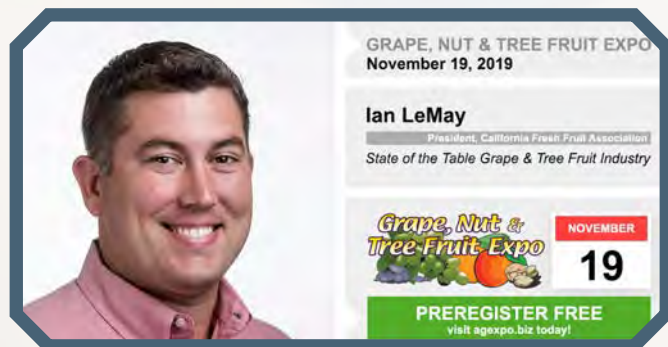 GRAPE, NUT & TREE FRUIT EXPO
November 19, 2019
Ian LeMay
President, California Fresh Fruit Association
State of the Table Grape & Tree Fruit Industry
Grape, Nut &
Tree Fruit Expo
NOVEMBER
19
PREREGISTER FREE
visit agexpo.biz today!